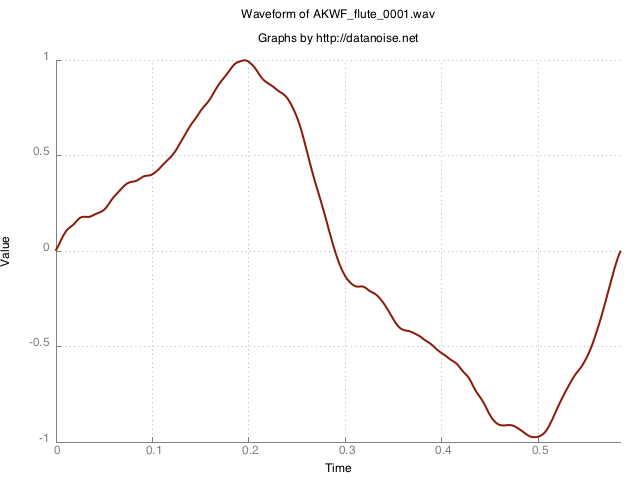 Waveform of AKWF_flute_0001.wav
Graphs by http://datanoise.net
1
0.5
0
-0.5
-1
Value
0 0.1 0.2 0.3 0.4 0.5
Time